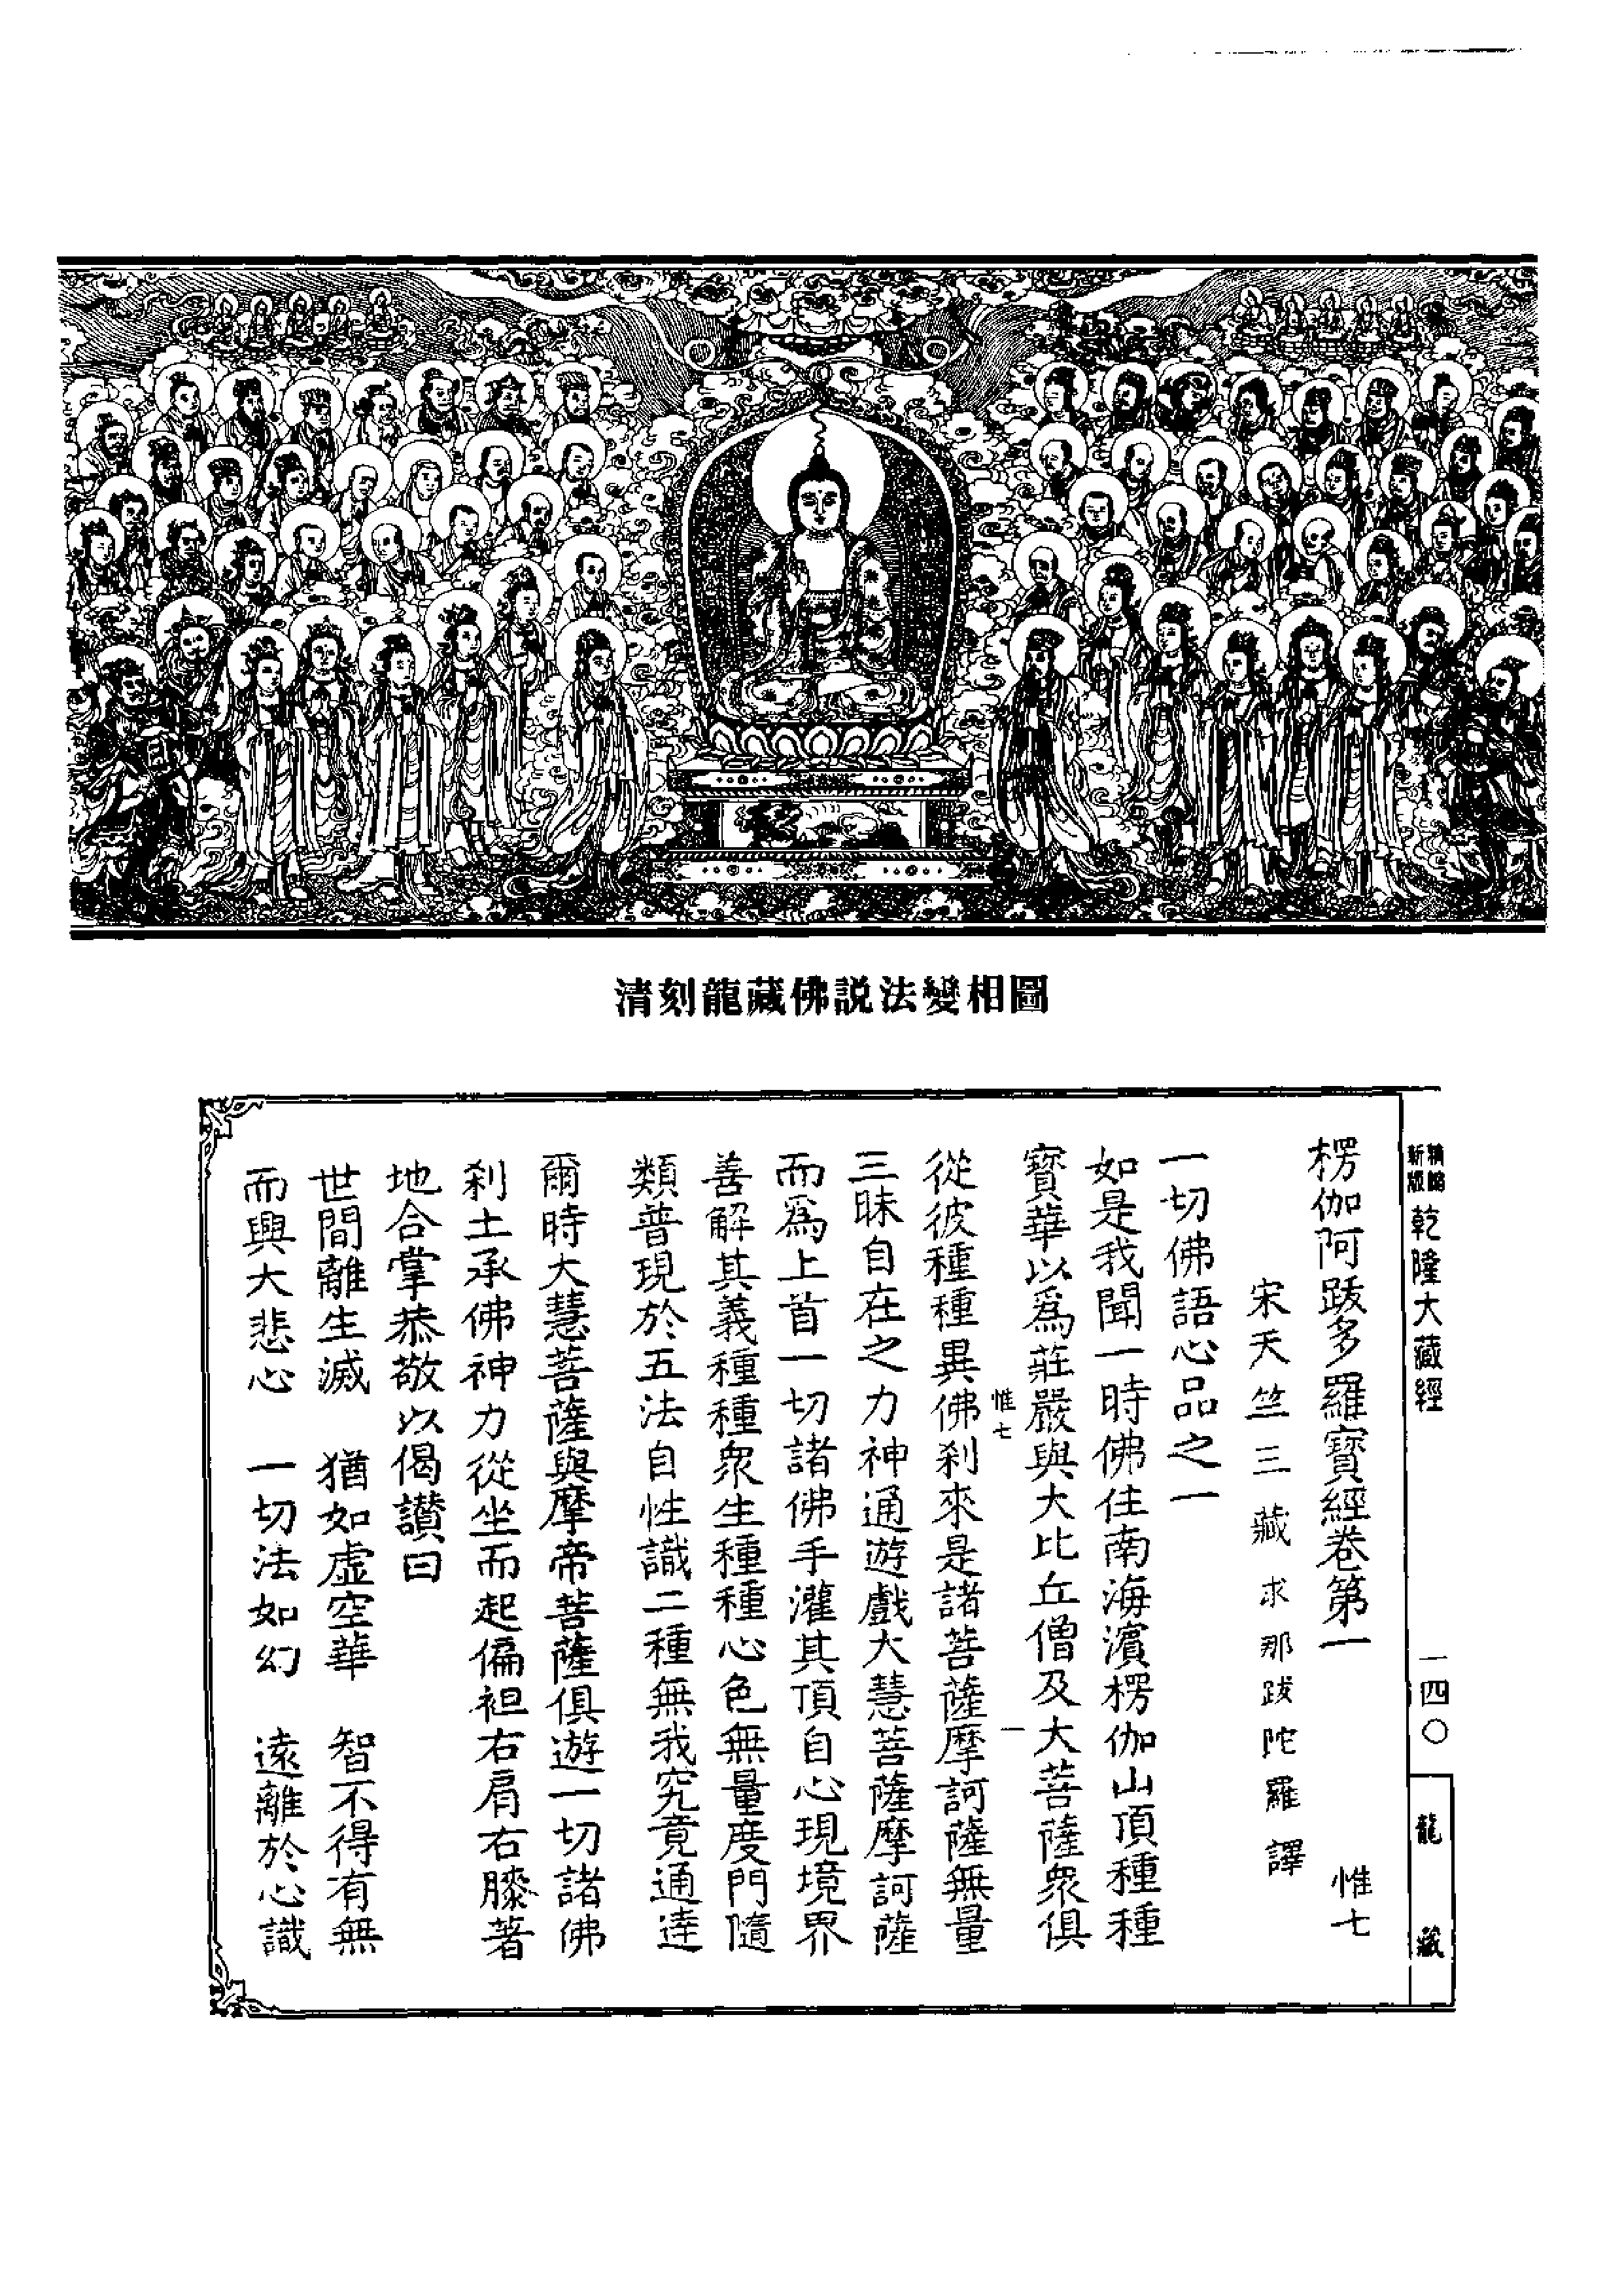 清刻龍藏佛説法變相圖
新版
精縮
乾隆大藏經
一四〇
龍藏
楞伽阿跋多羅寶經卷第一
惟七
宋天竺三藏求那跋陀羅譯
一切佛語心品之一
如是我聞一時佛住南海濱楞伽山頂種種
寶華以爲莊嚴與大比丘僧及大菩薩衆俱
惟七
一
從彼種種異佛刹來是諸菩薩摩訶薩無量
三昧自在之力神通遊戲大慧菩薩摩訶薩
而爲上首一切諸佛手灌其頂自心現境界
善解其義種種衆生種種心色無量度門隨
類普現於五法自性識二種無我究竟通達
爾時大慧菩薩與摩帝菩薩俱遊一切諸佛
刹土承佛神力從坐而起偏袒右肩右膝著
地合掌恭敬以偈讚曰
世間離生滅 猶如虛空華 智不得有無
而興大悲心 一切法如幻 遠離於心識